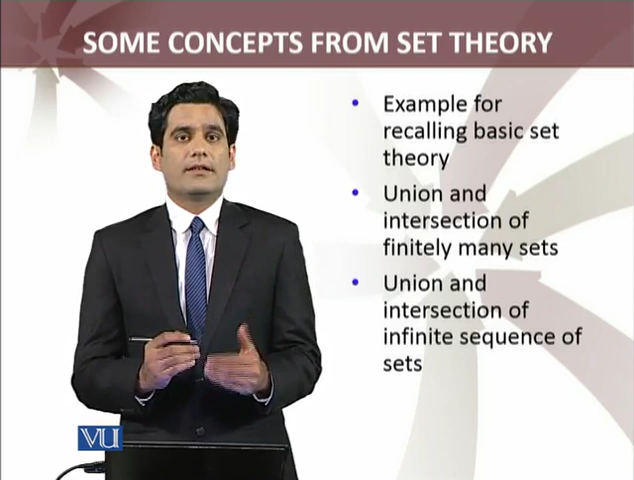 SOME CONCEPTS FROM SET THEORY
• Example for
recalling basic set
theory
• Union and
intersection of
finitely many sets
• Union and
intersection of
infinite sequence of
sets
VU